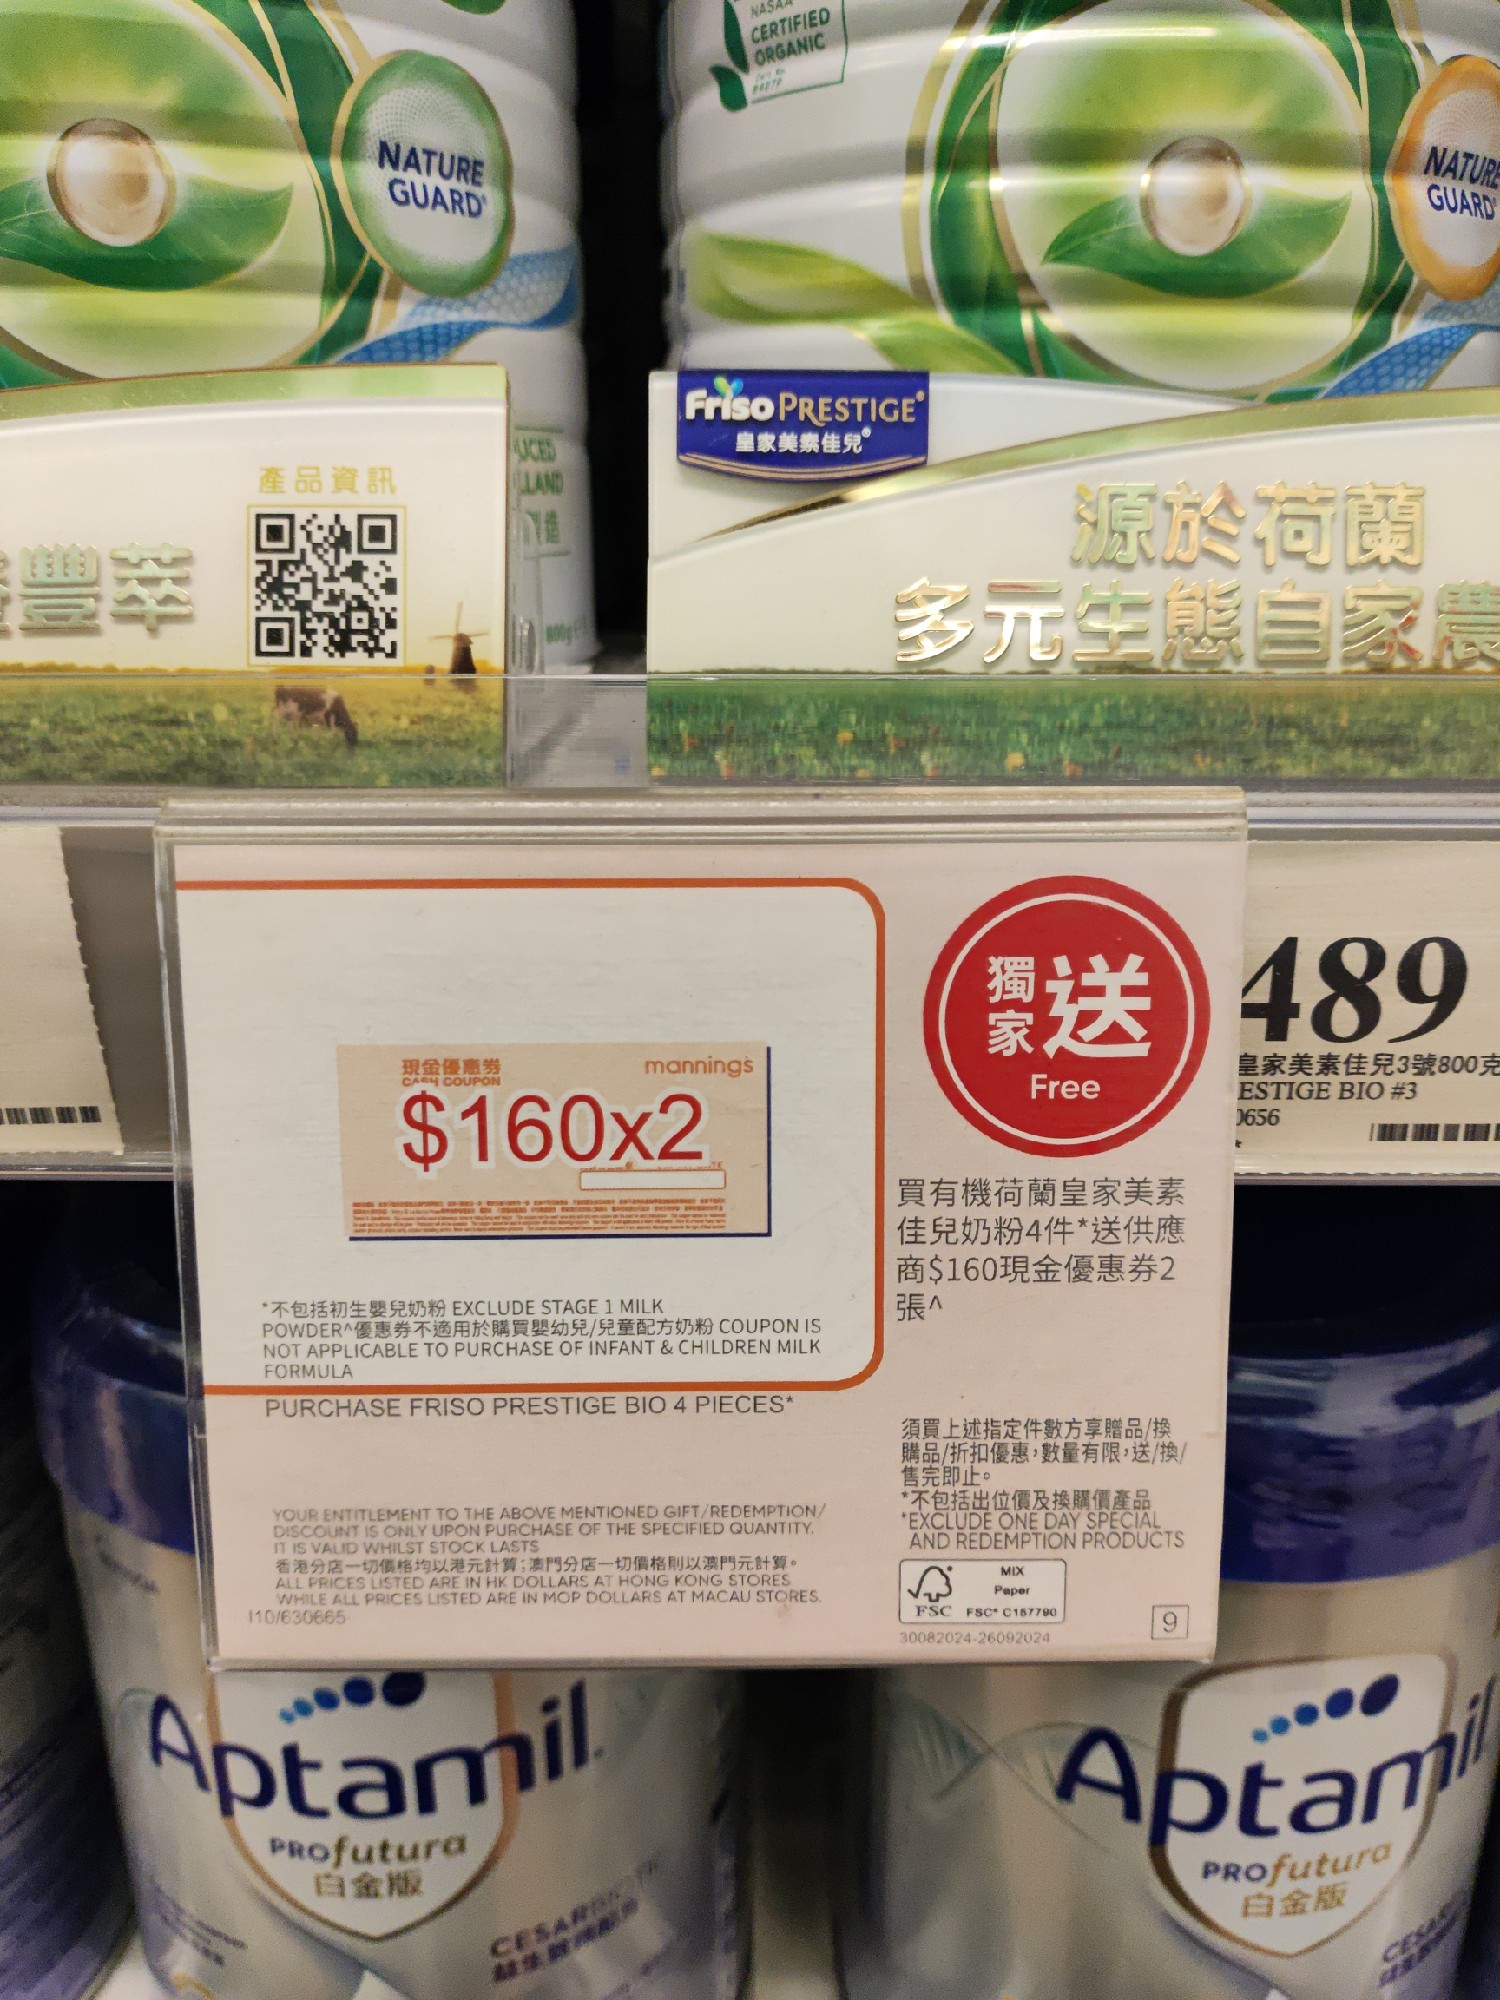 NASAA
CERTIFIED
ORGANIC
NATURE
GUARD
NATURE
GUARD
Friso PRESTIGE®
皇家美素佳兒®
產品資訊
豐萃
源於荷蘭
多元生態自家農
800g
現金優惠券
CASH COUPON
mannings
$160x2
*不包括初生嬰兒奶粉 EXCLUDE STAGE 1 MILK
POWDER^優惠券不適用於購買嬰幼兒/兒童配方奶粉 COUPON IS
NOT APPLICABLE TO PURCHASE OF INFANT & CHILDREN MILK
FORMULA
PURCHASE FRISO PRESTIGE BIO 4 PIECES*
YOUR ENTITLEMENT TO THE ABOVE MENTIONED GIFT/REDEMPTION/
DISCOUNT IS ONLY UPON PURCHASE OF THE SPECIFIED QUANTITY.
IT IS VALID WHILST STOCK LASTS
香港分店一切價格均以港元計算;澳門分店一切價格則以澳門元計算。
ALL PRICES LISTED ARE IN HK DOLLARS AT HONG KONG STORES
WHILE ALL PRICES LISTED ARE IN MOP DOLLARS AT MACAU STORES.
I10/630665
獨家送
Free
買有機荷蘭皇家美素
佳兒奶粉4件*送供應
商$160現金優惠券2
張^
須買上述指定件數方享贈品/換
購品/折扣優惠,數量有限,送/換/
售完即止。
*不包括出位價及換購價產品
*EXCLUDE ONE DAY SPECIAL
AND REDEMPTION PRODUCTS
FSC
MIX
Paper
FSC® C157790
30082024-26092024
9
489
皇家美素佳兒3號800克
ESTIGE BIO #3
0656
Aptamil
PROfutura
白金版
Aptamil
PROfutura
白金版